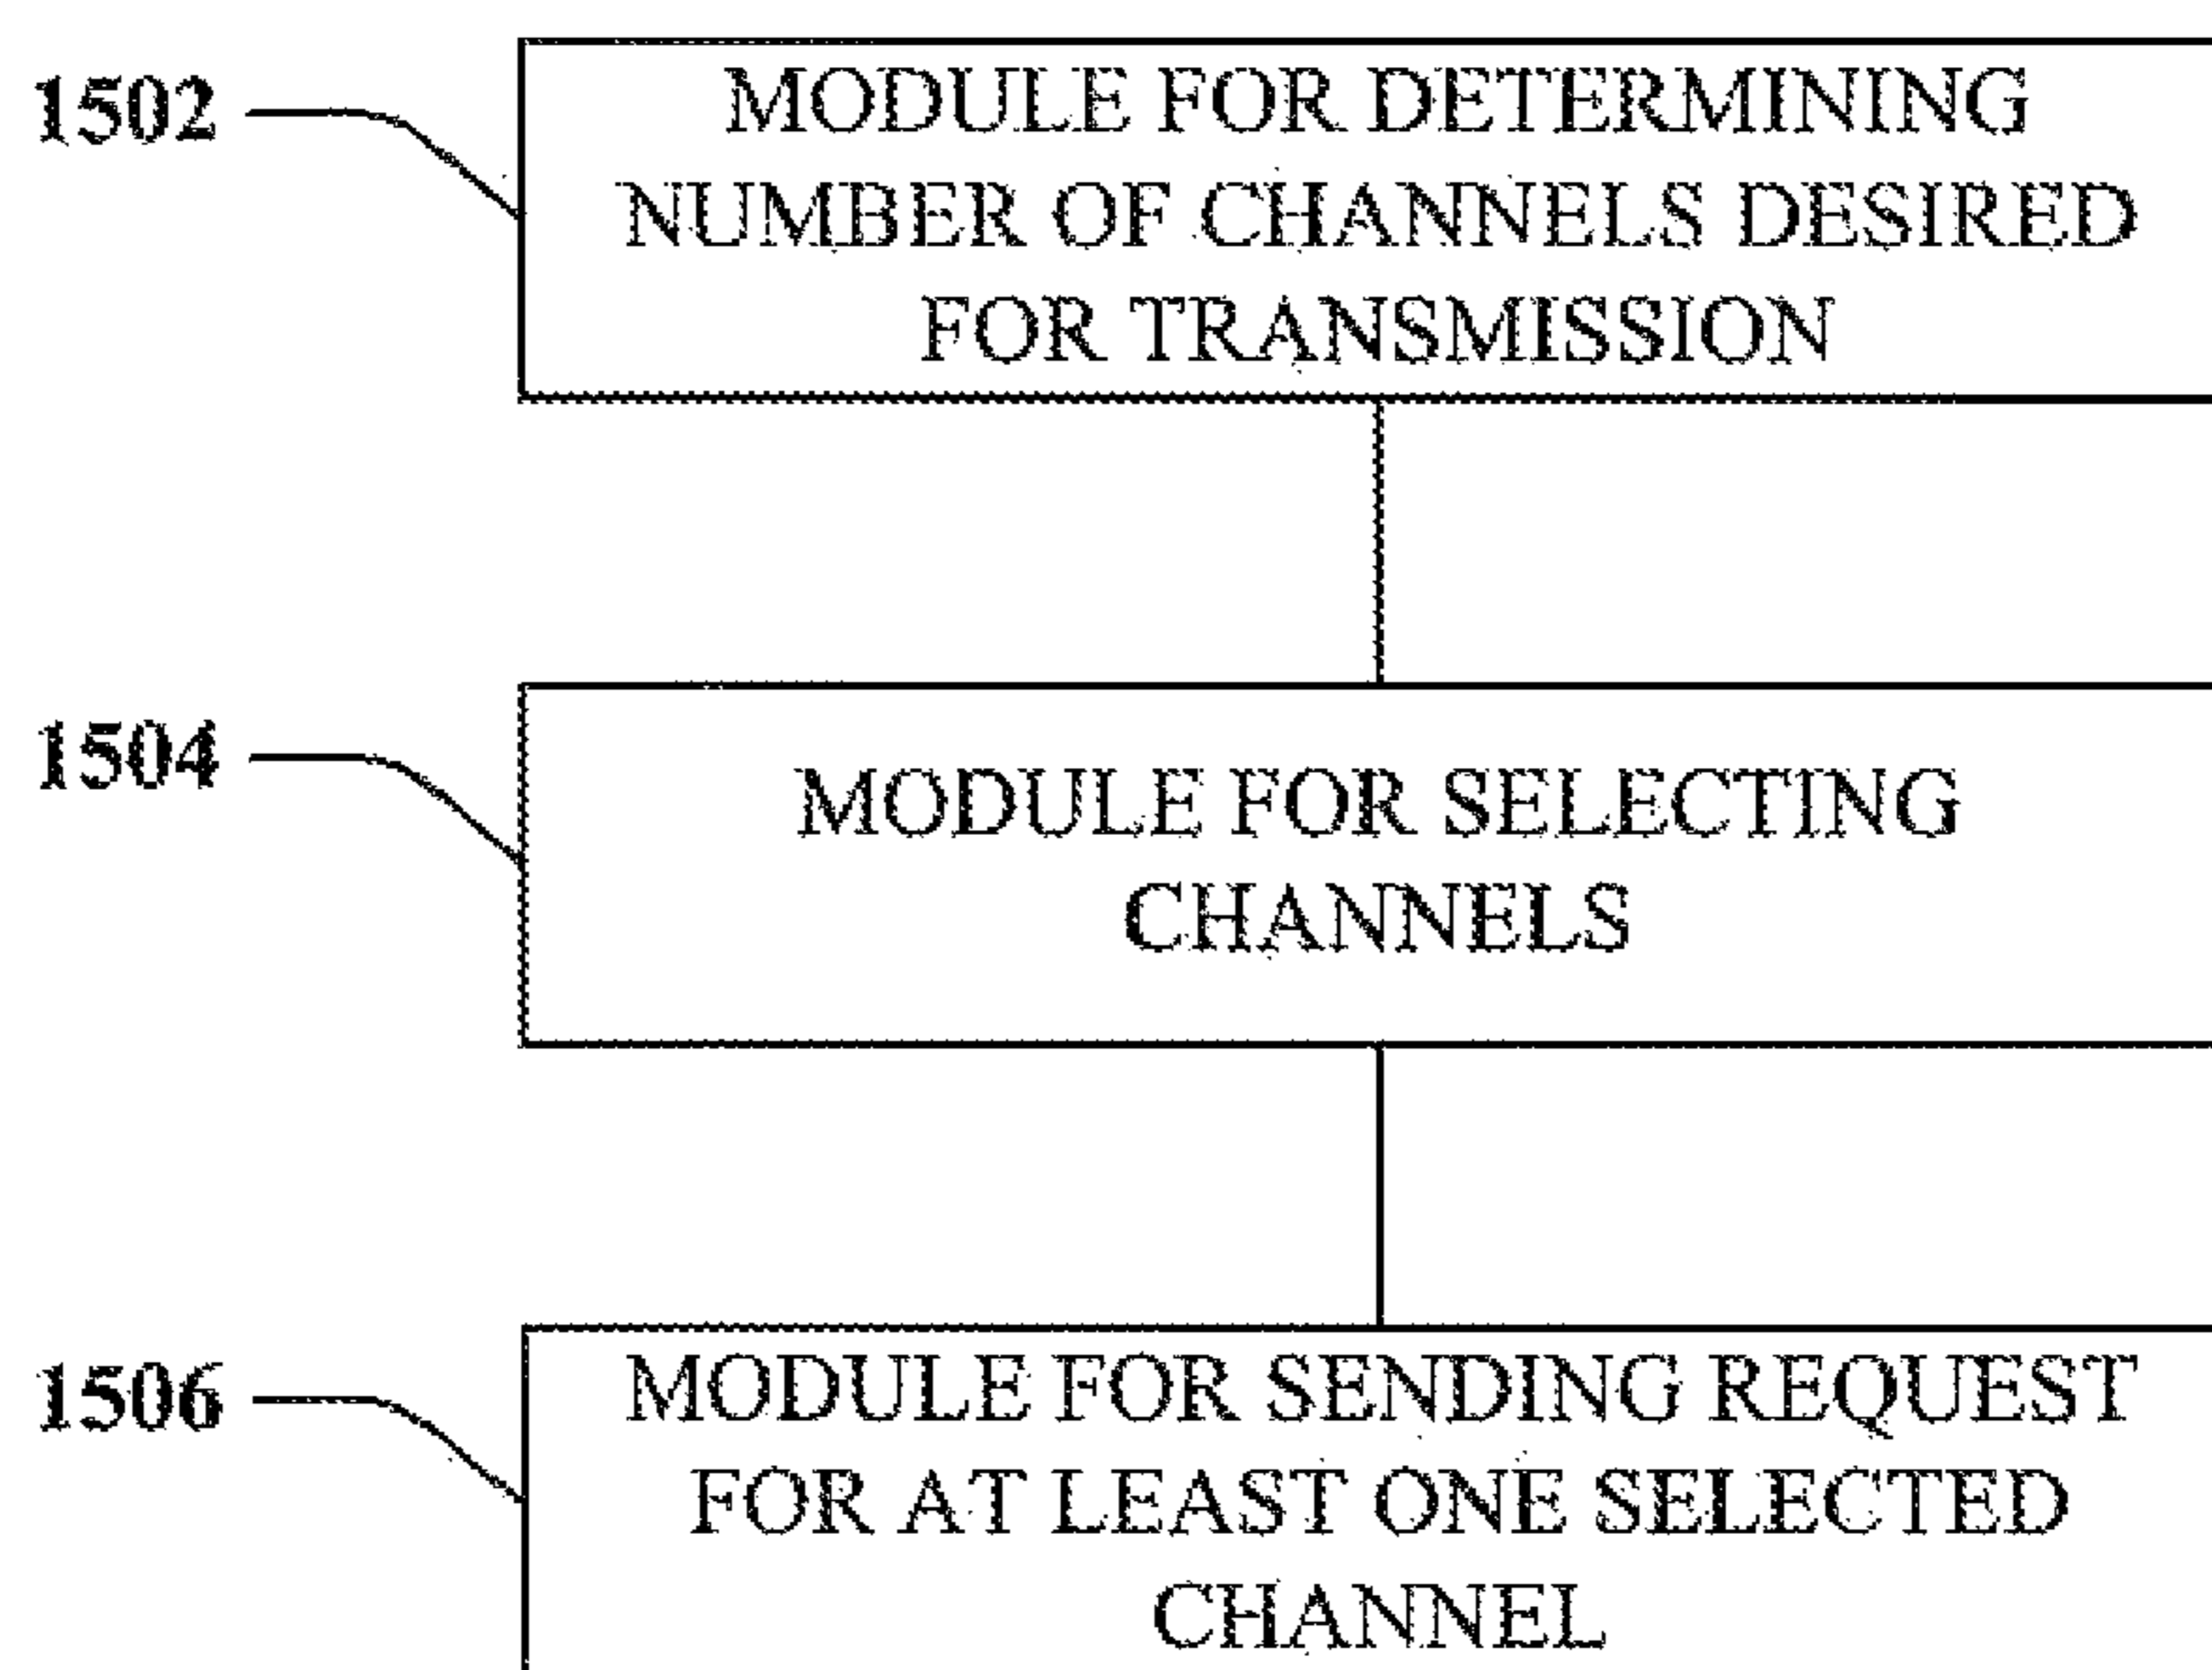 1502
MODULE FOR DETERMINING
NUMBER OF CHANNELS DESIRED
FOR TRANSMISSION
1504
MODULE FOR SELECTING
CHANNELS
1506
MODULE FOR SENDING REQUEST
FOR AT LEAST ONE SELECTED
CHANNEL